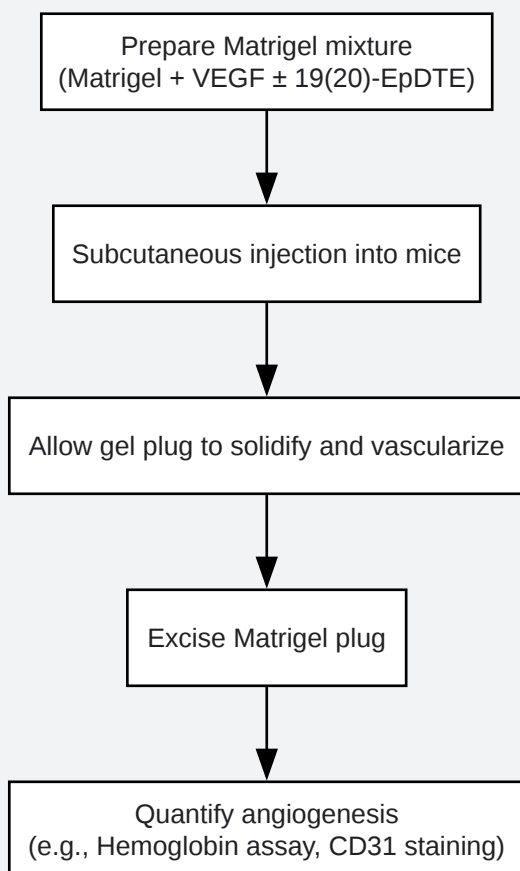 Prepare Matrigel mixture
(Matrigel + VEGF ± 19(20)-EpDTE)
Subcutaneous injection into mice
Allow gel plug to solidify and vascularize
Excise Matrigel plug
Quantify angiogenesis
(e.g., Hemoglobin assay, CD31 staining)